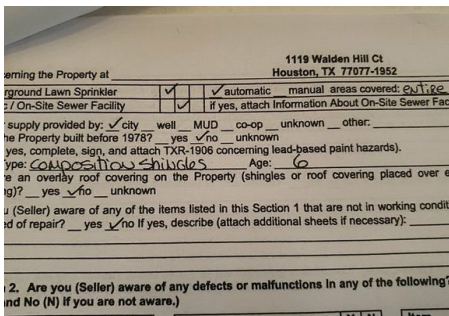 1119 Walden Hill Ct
erning the Property at Houston, TX 77077-1952
rground Lawn Sprinkler ✓ ✓ automatic manual areas covered: entire
c / On-Site Sewer Facility ✓ if yes, attach Information About On-Site Sewer Fac
supply provided by: ✓ city well MUD co-op unknown other:
e Property built before 1978? yes ✓ no unknown
yes, complete, sign, and attach TXR-1906 concerning lead-based paint hazards).
ype: Composition Shingles Age: 6
re an overlay roof covering on the Property (shingles or roof covering placed over e
ng)? yes ✓ no unknown
u (Seller) aware of any of the items listed in this Section 1 that are not in working condit
ed of repair? yes ✓ no If yes, describe (attach additional sheets if necessary):
2. Are you (Seller) aware of any defects or malfunctions in any of the following?
and No (N) if you are not aware.)